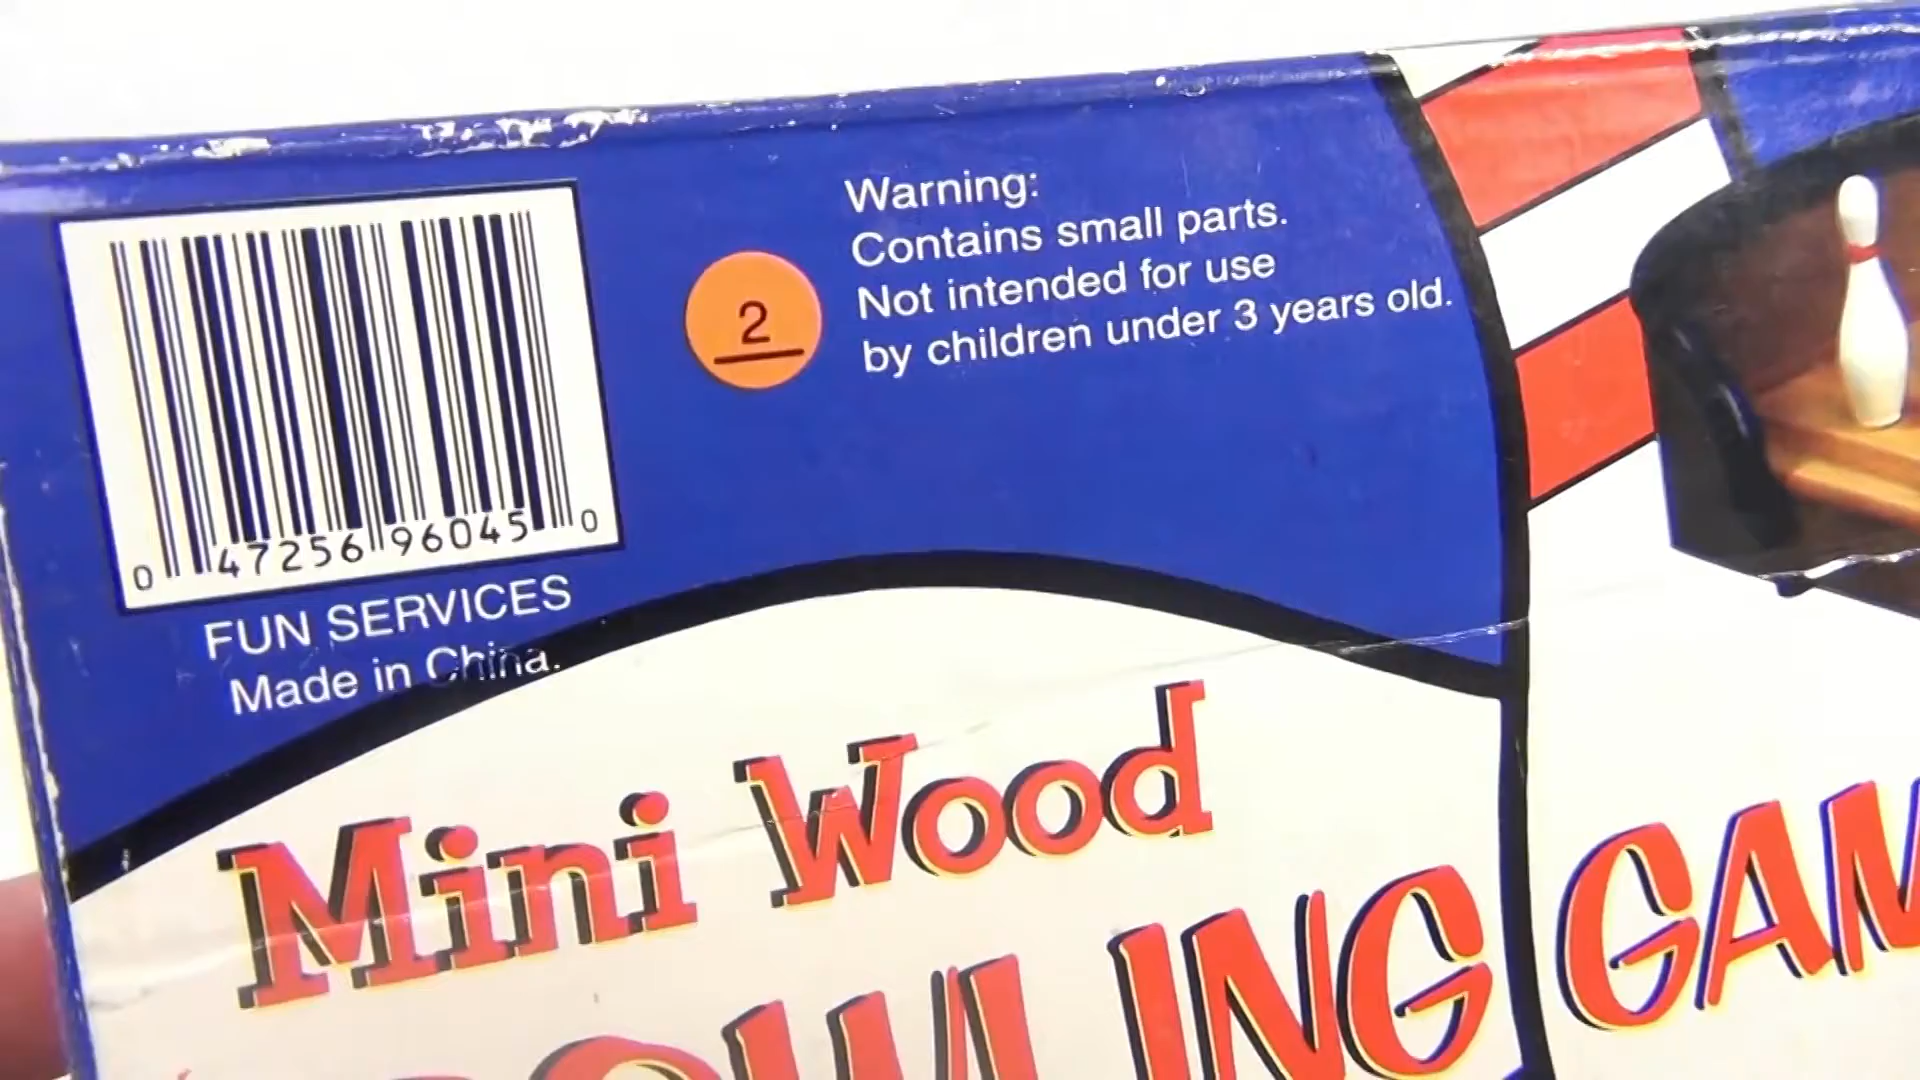 0 47256 96045 0
FUN SERVICES
Made in China.
2
Warning:
Contains small parts.
Not intended for use
by children under 3 years old.
Mini Wood
BOWLING
GAM